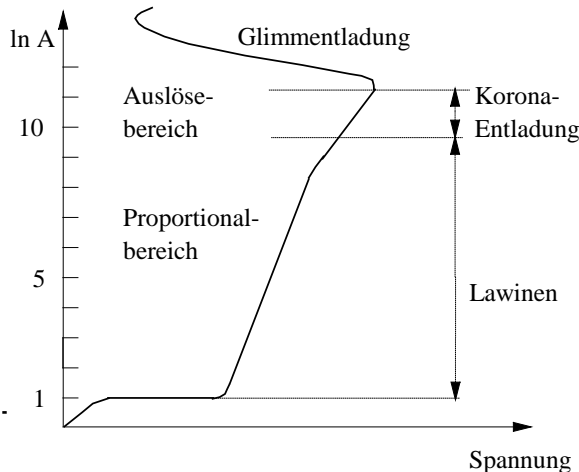 ln A
Glimmentladung
Auslöse-
bereich
Korona-
Entladung
10
Proportional-
bereich
5
Lawinen
1
Spannung